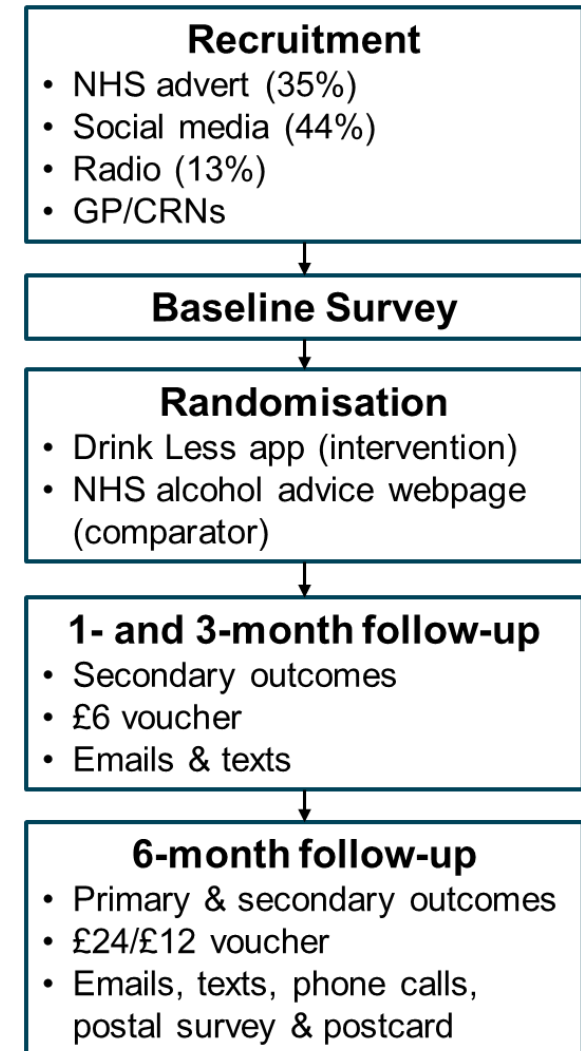 Recruitment
• NHS advert (35%)
• Social media (44%)
• Radio (13%)
• GP/CRNs
Baseline Survey
Randomisation
• Drink Less app (intervention)
• NHS alcohol advice webpage
(comparator)
1- and 3-month follow-up
• Secondary outcomes
• £6 voucher
• Emails & texts
6-month follow-up
• Primary & secondary outcomes
• £24/£12 voucher
• Emails, texts, phone calls,
postal survey & postcard